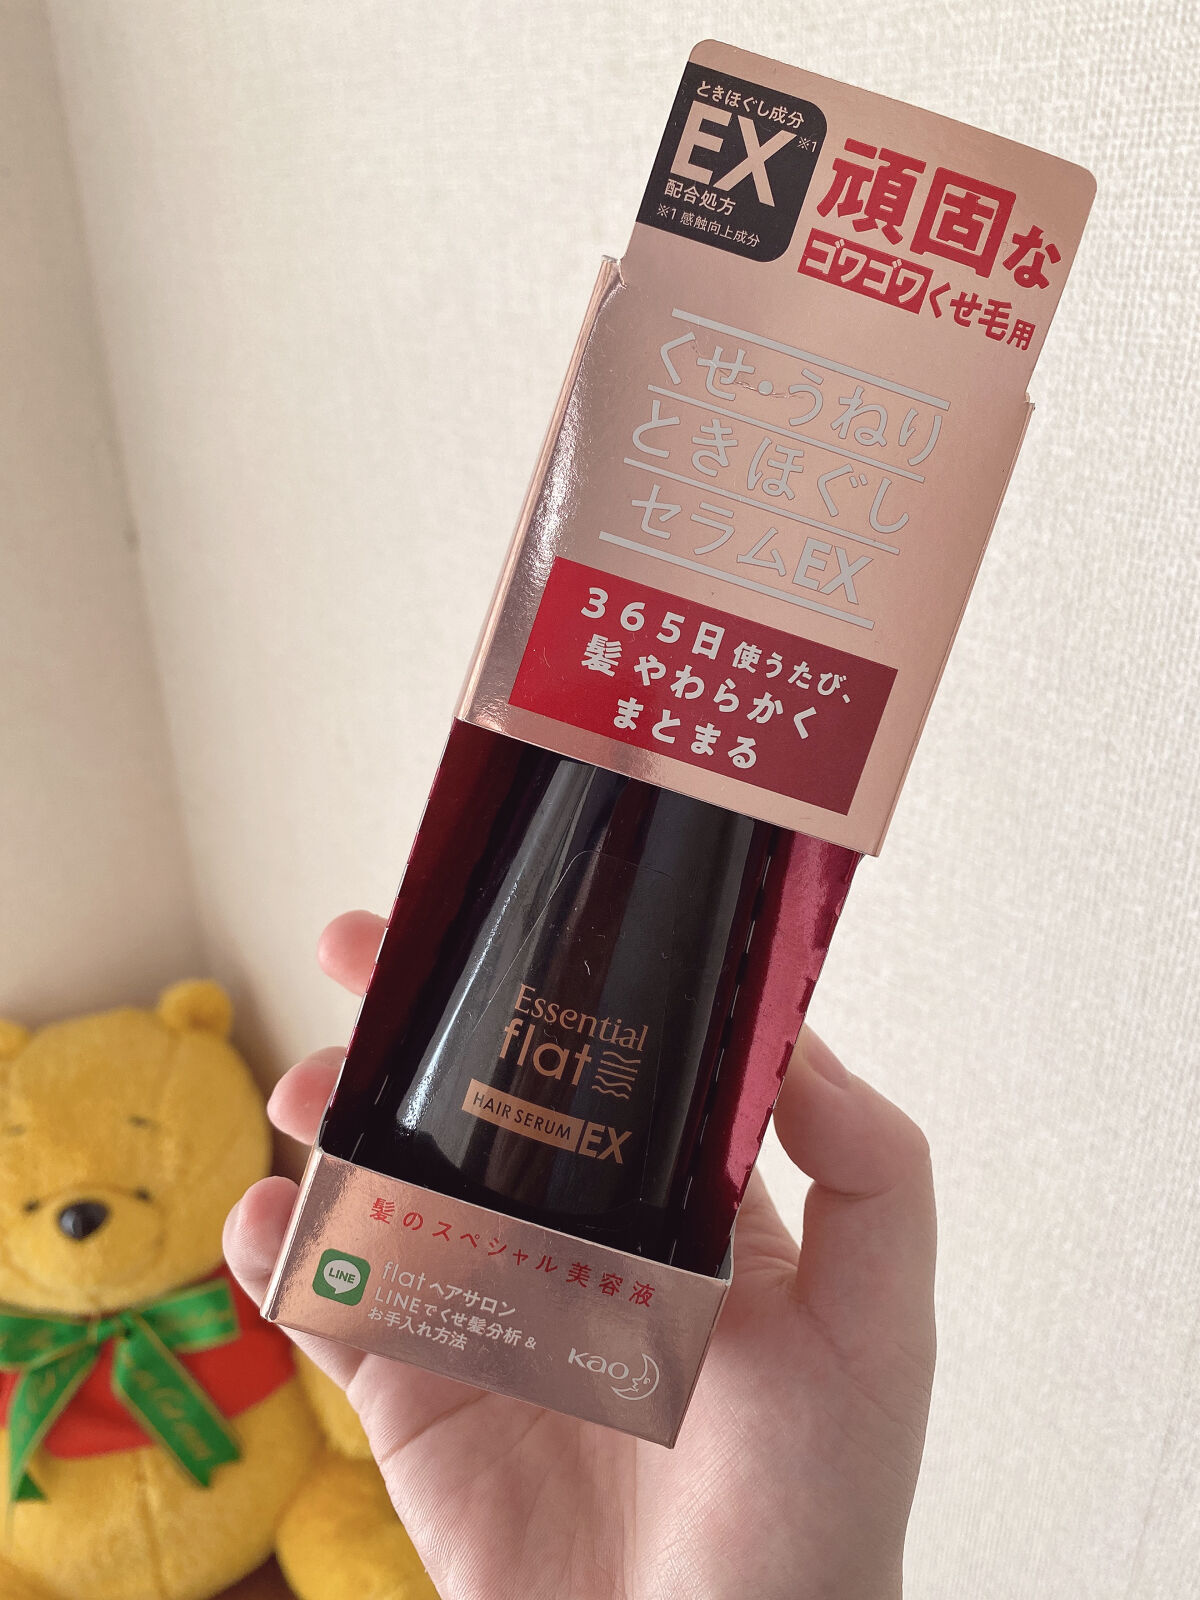 ときほぐし成分
EX※1
配合処方
※1 感触向上成分
頑固な
ゴワゴワくせ毛用
くせ・うねり
ときほぐし
セラムEX
365日使うたび、
髪やわらかく
まとまる
Essential
flat
HAIR SERUM EX
髪のスペシャル美容液
LINE
flatヘアサロン
LINEでくせ髪分析&
お手入れ方法
Kao